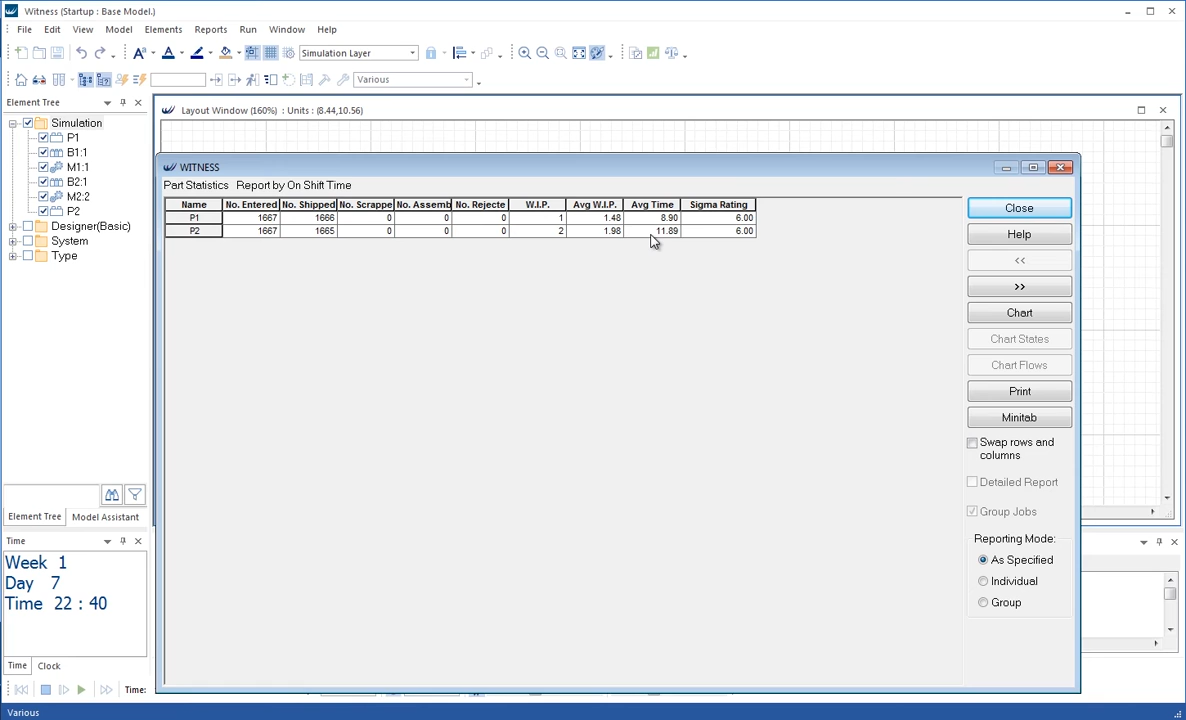 Witness (Startup : Base Model.)
File Edit View Model Elements Reports Run Window Help
Simulation Layer
Various
Element Tree
Layout Window (160%) : Units : (8.44,10.56)
Simulation
P1
B1:1
M1:1
B2:1
M2:2
P2
Designer(Basic)
System
Type
WITNESS
Part Statistics Report by On Shift Time
Name No. Entered No. Shipped No. Scrappe No. Assemb No. Rejecte W.I.P. Avg W.I.P. Avg Time Sigma Rating
P1 1667 1666 0 0 0 1 1.48 8.90 6.00
P2 1667 1665 0 0 0 2 1.98 11.89 6.00
Close
Help
<<
>>
Chart
Chart States
Chart Flows
Print
Minitab
Swap rows and
columns
Detailed Report
Group Jobs
Reporting Mode:
As Specified
Individual
Group
Element Tree Model Assistant
Time
Week 1
Day 7
Time 22 : 40
Time Clock
Time:
Various